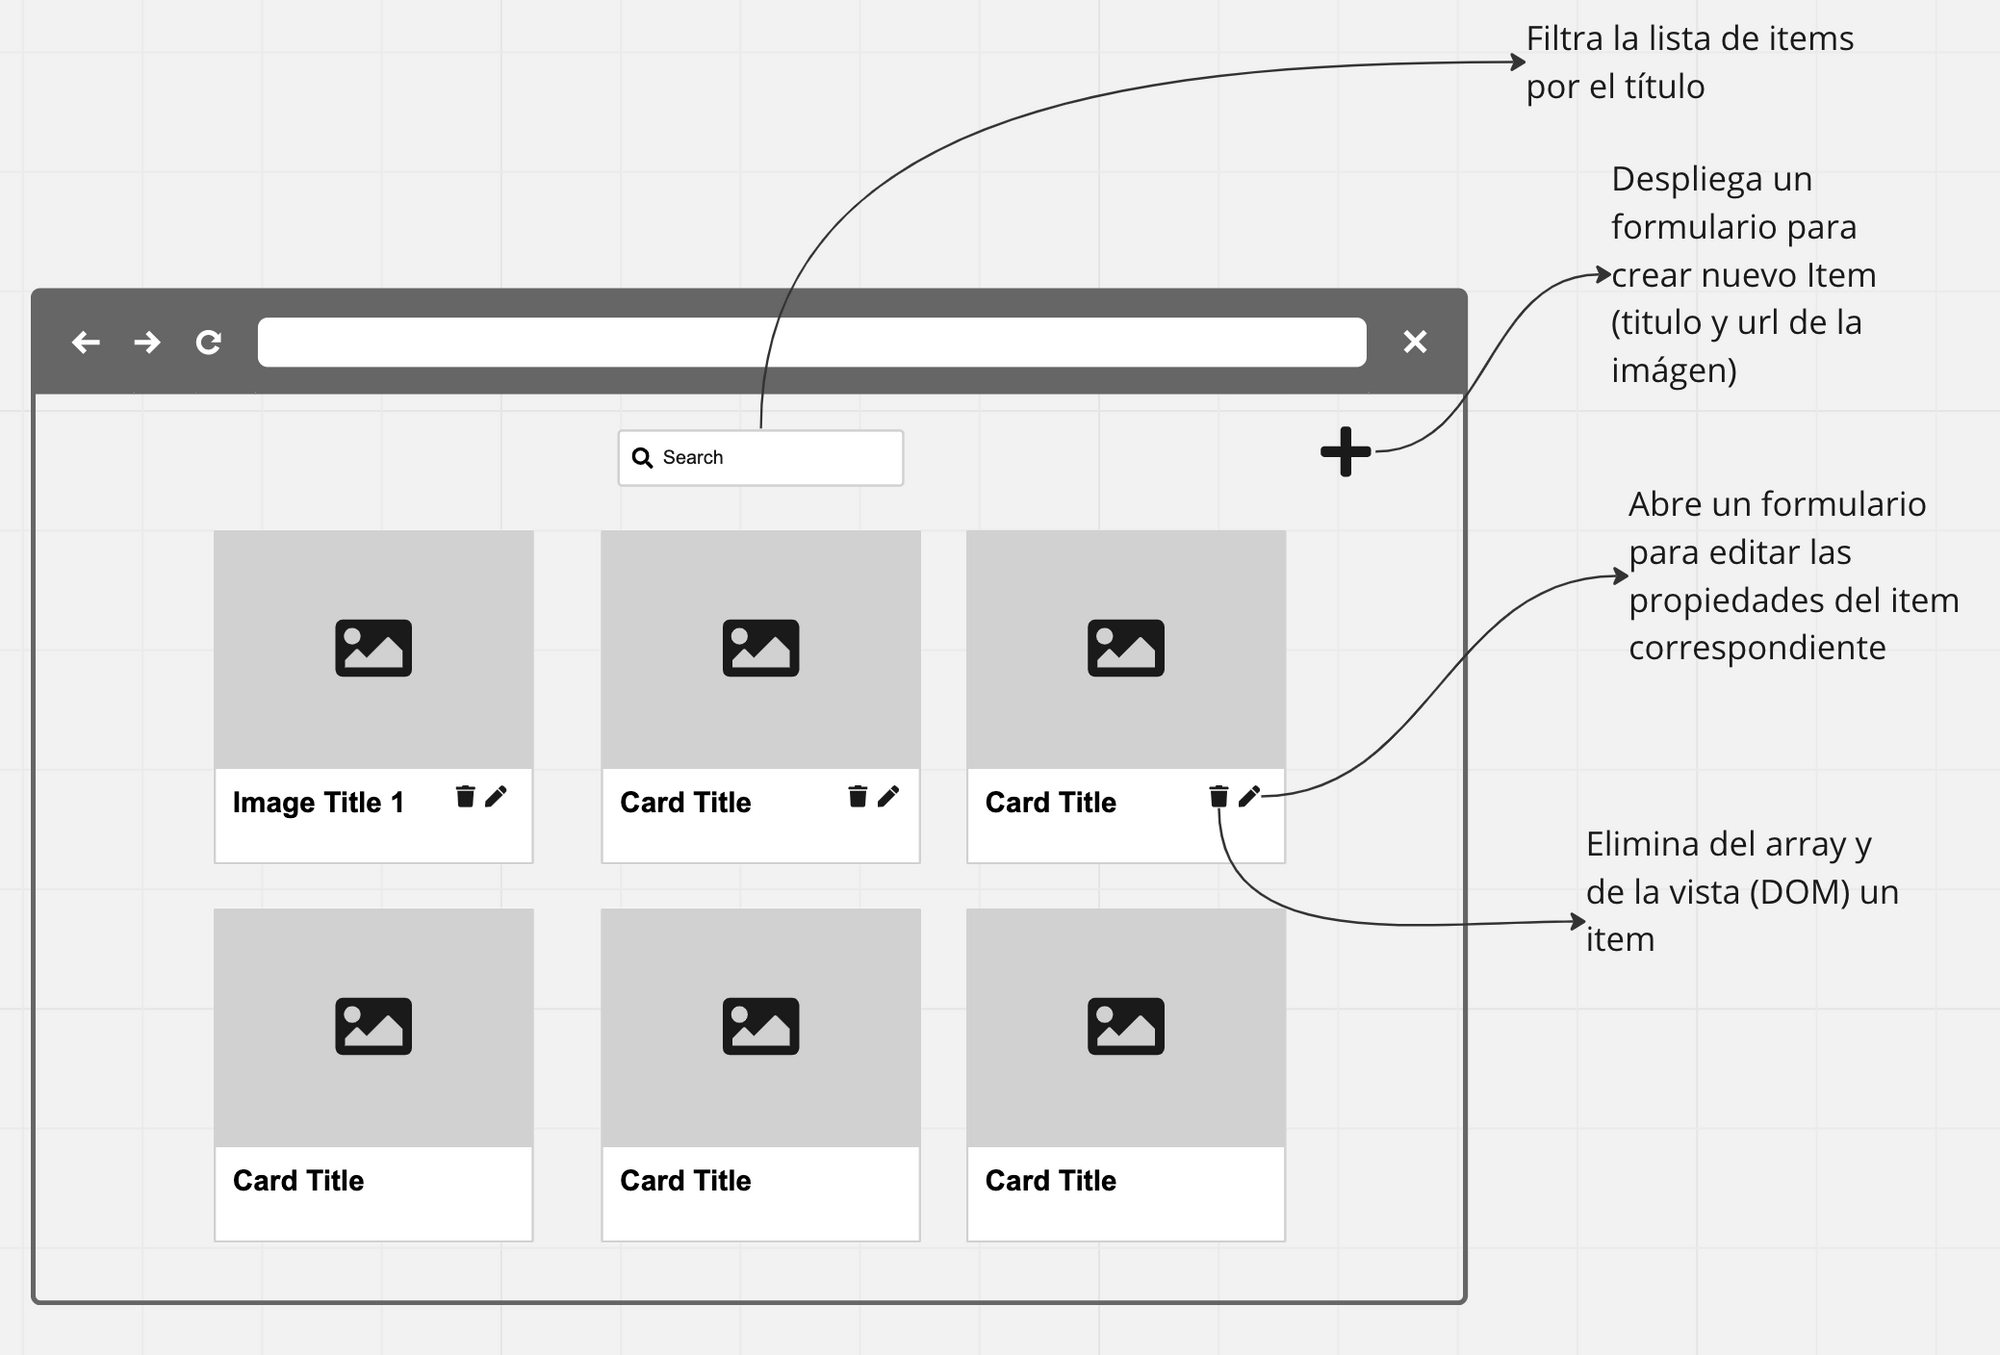 Filtra la lista de items
por el título
Despliega un
formulario para
crear nuevo Item
(titulo y url de la
imágen)
Search
Abre un formulario
para editar las
propiedades del item
correspondiente
Image Title 1
Card Title
Card Title
Elimina del array y
de la vista (DOM) un
item
Card Title
Card Title
Card Title